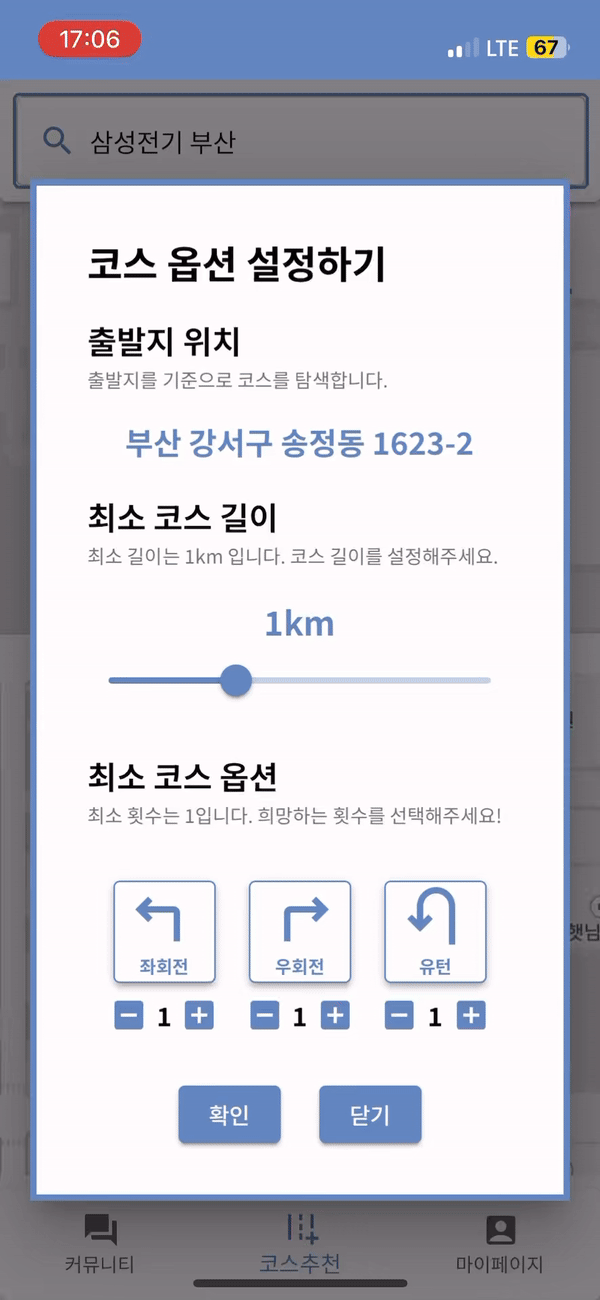 17:06
LTE 67
삼성전기 부산
코스 옵션 설정하기
출발지 위치
출발지를 기준으로 코스를 탐색합니다.
부산 강서구 송정동 1623-2
최소 코스 길이
최소 길이는 1km 입니다. 코스 길이를 설정해주세요.
1km
최소 코스 옵션
최소 횟수는 1입니다. 희망하는 횟수를 선택해주세요!
햇님
좌회전 우회전 유턴
1 1 1
확인 닫기
커뮤니티 코스추천 마이페이지